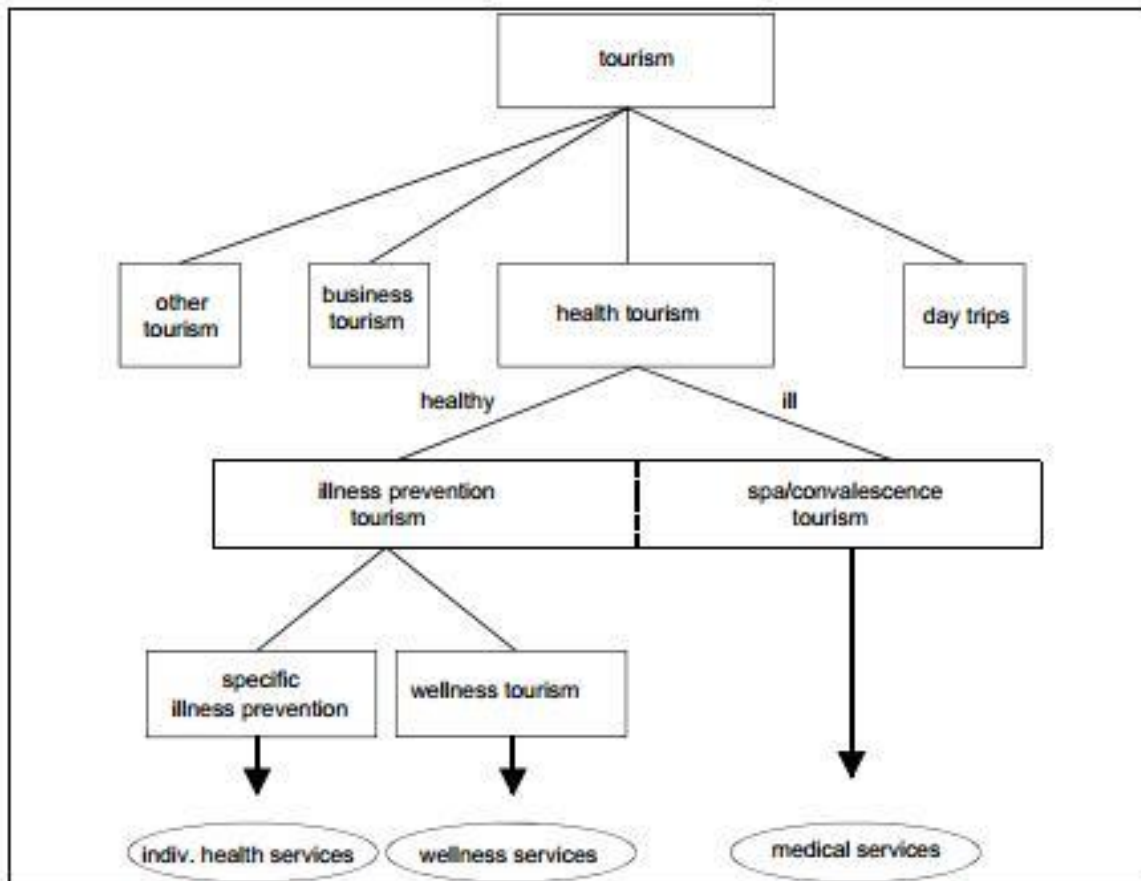 tourism
other
tourism
business
tourism
health tourism
day trips
healthy
ill
illness prevention
tourism
spa/convalescence
tourism
specific
illness prevention
wellness tourism
indiv. health services
wellness services
medical services